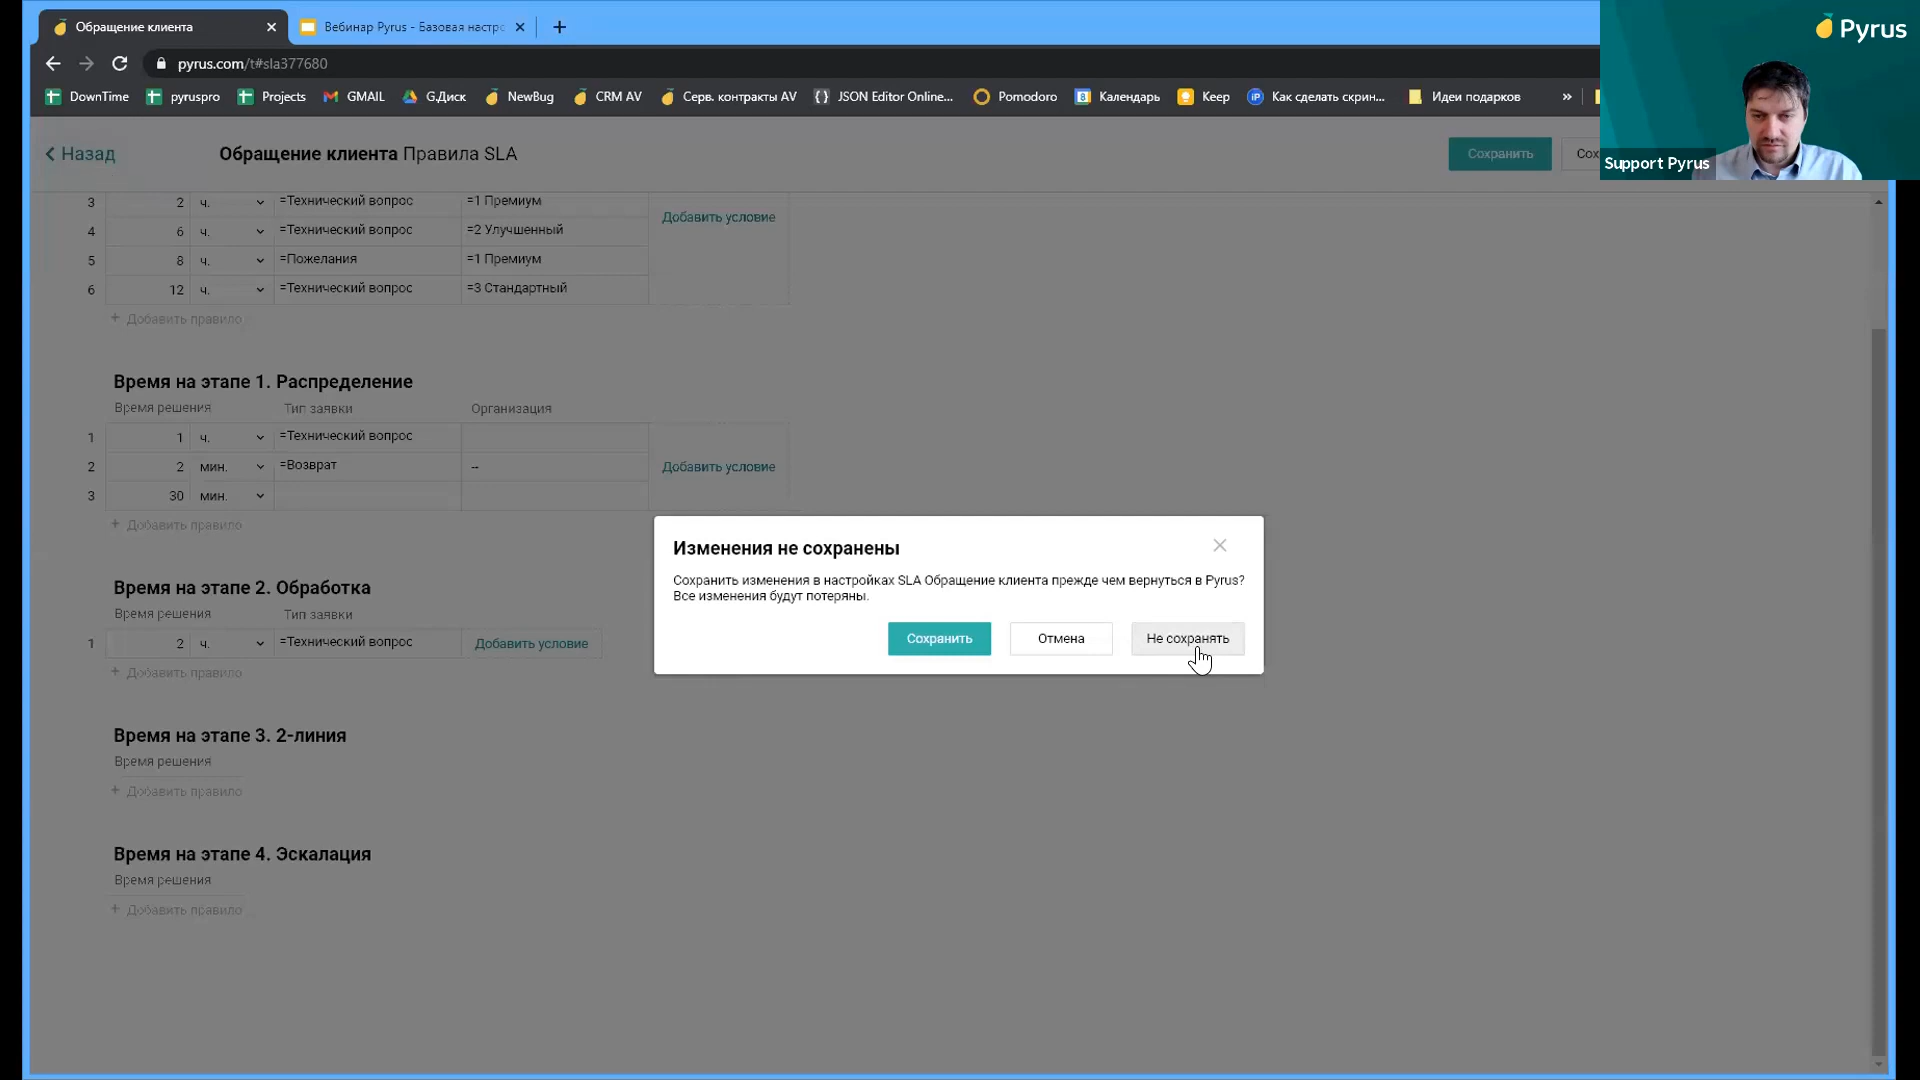 Обращение клиента
Вебинар Pyrus - Базовая настро
Pyrus
pyrus.com/t#sla377680
DownTime pyruspro Projects GMAIL G.Диск NewBug CRM AV Серв. контракты AV JSON Editor Online... Pomodoro Календарь Keep Как сделать скрин... Идеи подарков »
Назад
Обращение клиента Правила SLA
Сохранить
Сох
Support Pyrus
3 2 ч. =Технический вопрос =1 Премиум
Добавить условие
4 6 ч. =Технический вопрос =2 Улучшенный
5 8 ч. =Пожелания =1 Премиум
6 12 ч. =Технический вопрос =3 Стандартный
+ Добавить правило
Время на этапе 1. Распределение
Время решения Тип заявки Организация
1 1 ч. =Технический вопрос
2 2 мин. =Возврат -- Добавить условие
3 30 мин.
+ Добавить правило
Изменения не сохранены
Сохранить изменения в настройках SLA Обращение клиента прежде чем вернуться в Pyrus?
Все изменения будут потеряны.
Сохранить Отмена Не сохранять
Время на этапе 2. Обработка
Время решения Тип заявки
1 2 ч. =Технический вопрос Добавить условие
+ Добавить правило
Время на этапе 3. 2-линия
Время решения
+ Добавить правило
Время на этапе 4. Эскалация
Время решения
+ Добавить правило